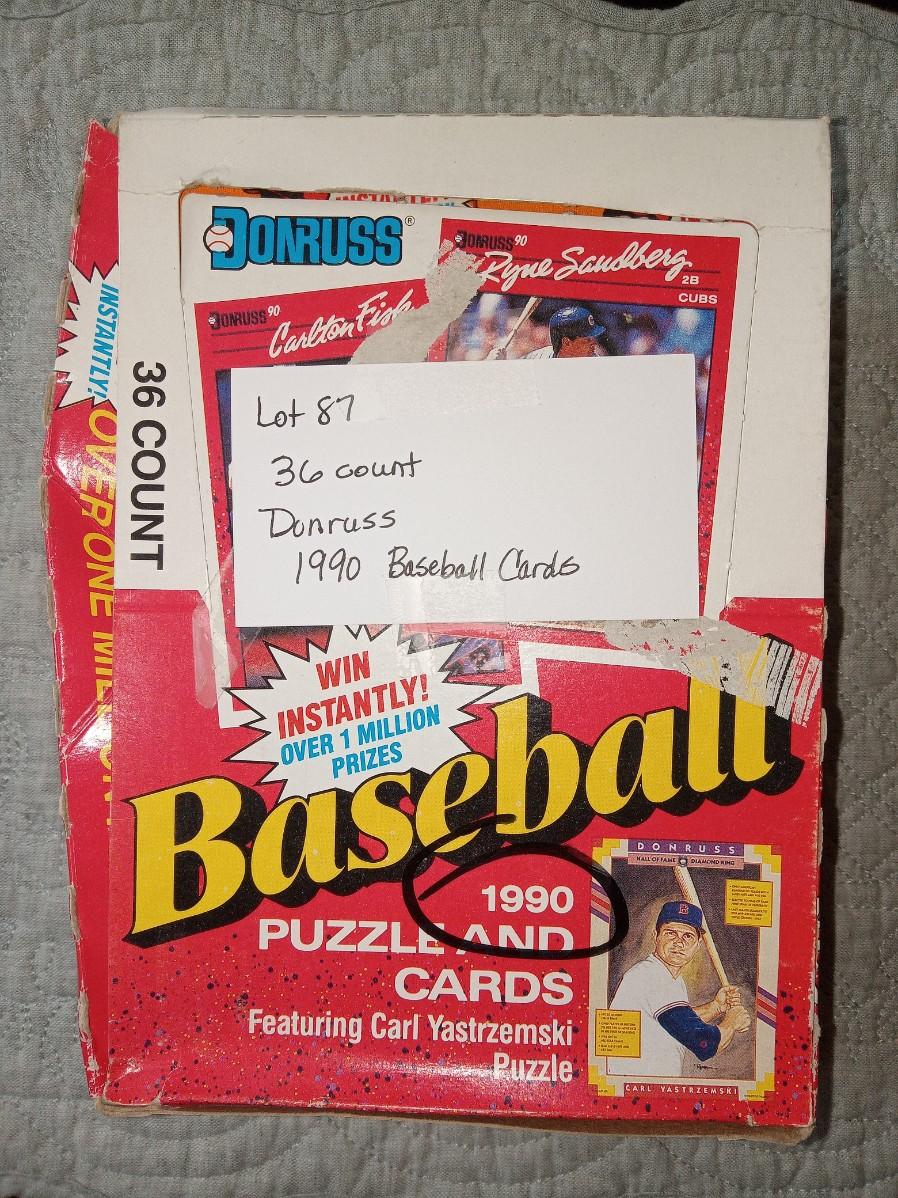 DONRUSS®
DONRUSS 90
Ryne Sandberg
2B
CUBS
DONRUSS 90
Carlton Fisk
INSTANTLY!
36 COUNT
Lot 87
36 count
Donruss
1990 Baseball Cards
WIN
INSTANTLY!
OVER 1 MILLION
PRIZES
Baseball
1990
PUZZLE AND
CARDS
Featuring Carl Yastrzemski
Puzzle
DONRUSS
HALL OF FAME DIAMOND KING
CARL YASTRZEMSKI
OVER ONE